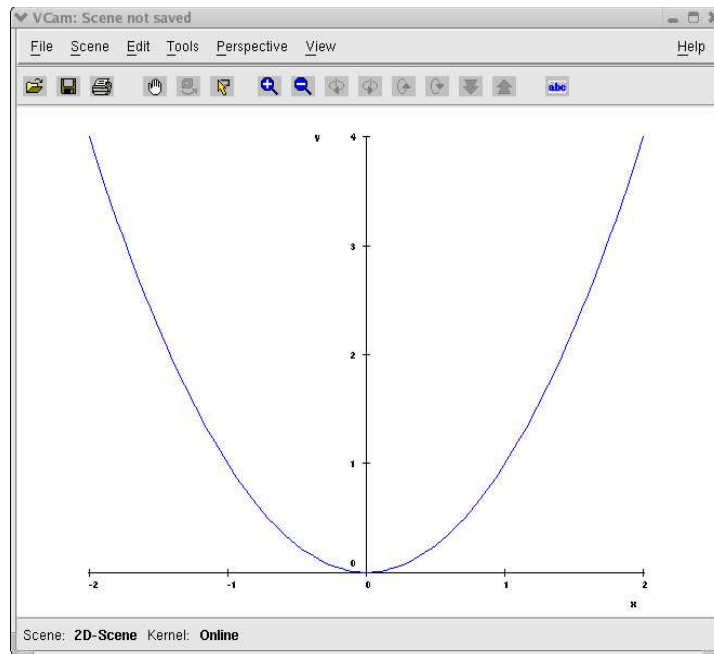 VCam: Scene not saved
File Scene Edit Tools Perspective View Help
abc
y 4
3
2
1
0
-2 -1 0 1 2
x
Scene: 2D-Scene Kernel: Online